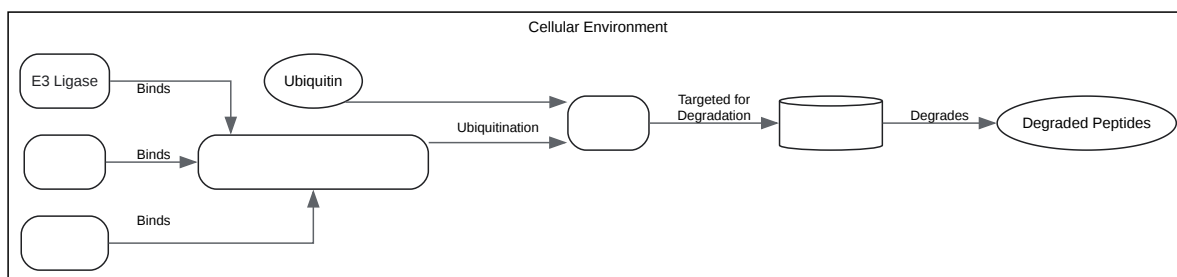 Cellular Environment
E3 Ligase
Binds
Ubiquitin
Binds
Ubiquitination
Targeted for
Degradation
Degrades
Degraded Peptides
Binds